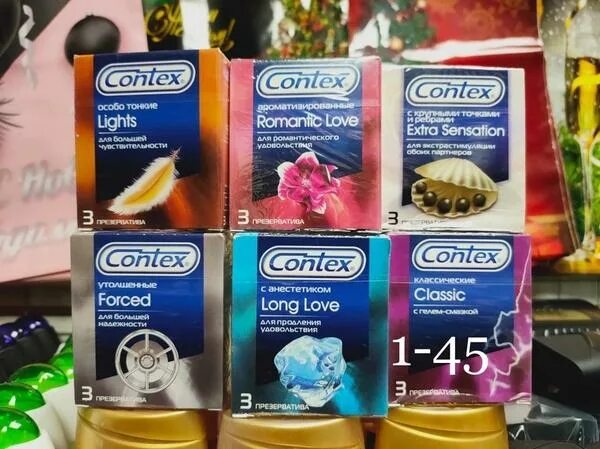 Contex
особо тонкие
Lights
для большей
чувствительности
3 ПРЕЗЕРВАТИВА
Contex
ароматизированные
Romantic Love
для романтического
удовольствия
3 ПРЕЗЕРВАТИВА
Contex
с крупными точками
и ребрами
Extra Sensation
для экстрастимуляции
обоих партнеров
3 ПРЕЗЕРВАТИВА
Contex
утолщенные
Forced
для большей
надежности
3 ПРЕЗЕРВАТИВА
Contex
с анестетиком
Long Love
для продления
удовольствия
3 ПРЕЗЕРВАТИВА
Contex
классические
Classic
с гелем-смазкой
1-45
3 ПРЕЗЕРВАТИВА